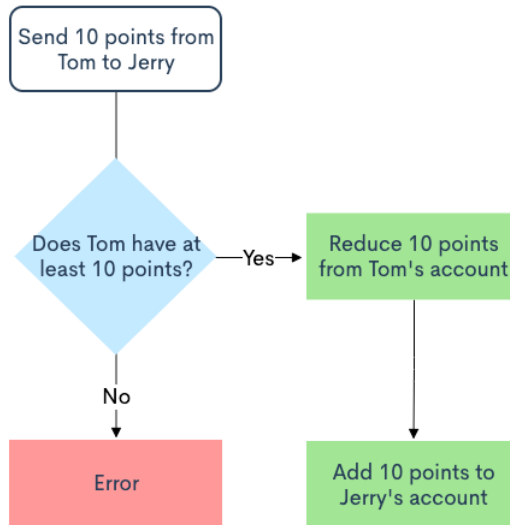 Send 10 points from
Tom to Jerry
Does Tom have at
least 10 points?
Yes
Reduce 10 points
from Tom's account
No
Error
Add 10 points to
Jerry's account